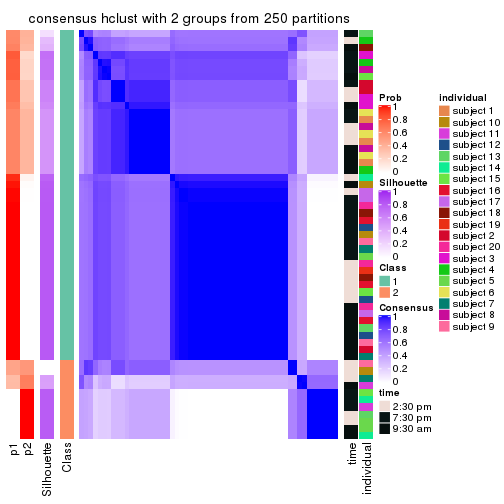 consensus hclust with 2 groups from 250 partitions
p1
p2
Silhouette
Class
time
individual
Prob
1
0.8
0.6
0.4
0.2
0
Silhouette
1
0.8
0.6
0.4
0.2
0
Class
1
2
Consensus
1
0.8
0.6
0.4
0.2
0
time
2:30 pm
7:30 pm
9:30 am
individual
subject 1
subject 10
subject 11
subject 12
subject 13
subject 14
subject 15
subject 16
subject 17
subject 18
subject 19
subject 2
subject 20
subject 3
subject 4
subject 5
subject 6
subject 7
subject 8
subject 9